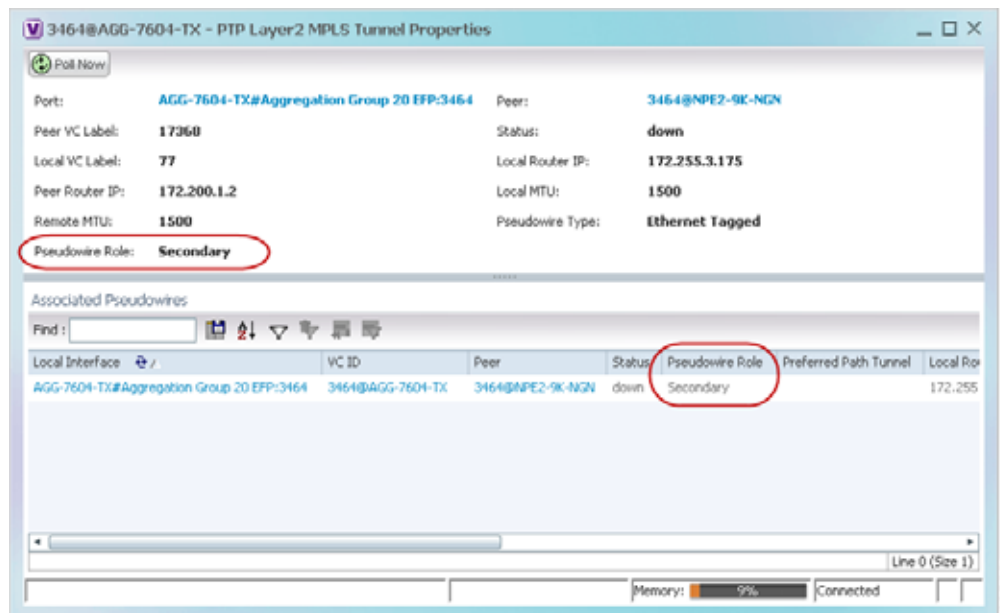 V 3464@AGG-7604-TX - PTP Layer2 MPLS Tunnel Properties
Poll Now
Port: AGG-7604-TX#Aggregation Group 20 EFP:3464 Peer: 3464@NPE2-9K-NGN
Peer VC Label: 17360 Status: down
Local VC Label: 77 Local Router IP: 172.255.3.175
Peer Router IP: 172.200.1.2 Local MTU: 1500
Remote MTU: 1500 Pseudowire Type: Ethernet Tagged
Pseudowire Role: Secondary
Associated Pseudowires
Find :
Local Interface VC ID Peer Status Pseudowire Role Preferred Path Tunnel Local Rou
AGG-7604-TX#Aggregation Group 20 EFP:3464 3464@AGG-7604-TX 3464@NPE2-9K-NGN down Secondary 172.255
Line 0 (Size 1)
Memory: 9% Connected